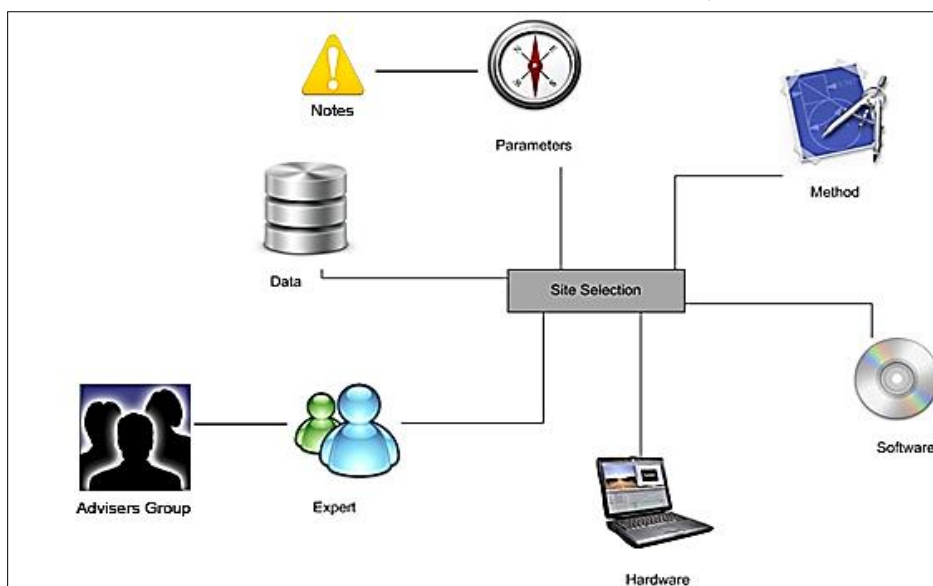 Notes
Parameters
Method
Data
Site Selection
Software
Advisers Group
Expert
Hardware